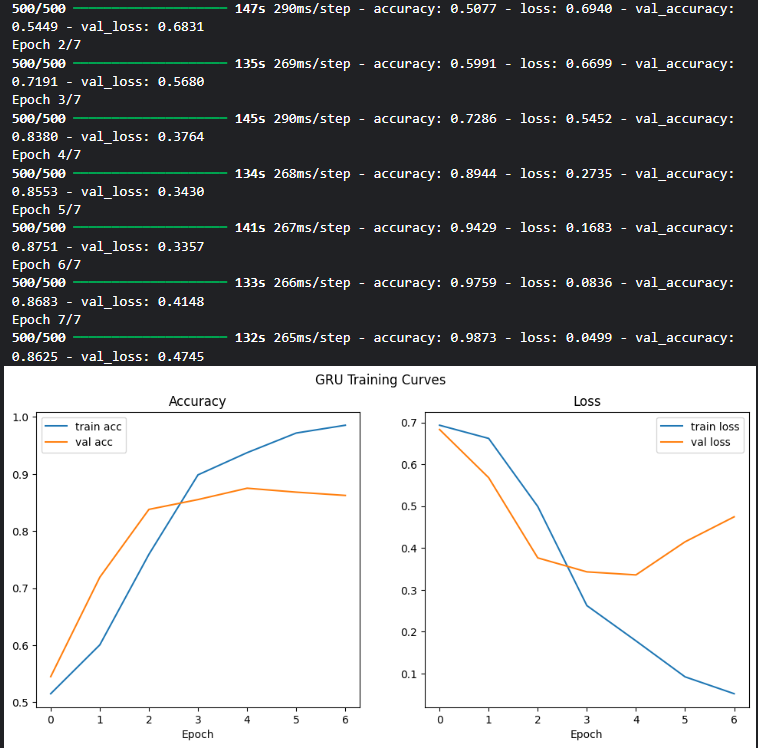 500/500 ━━━━━━━━━━━━━━━━━━━━ 147s 290ms/step - accuracy: 0.5077 - loss: 0.6940 - val_accuracy:
0.5449 - val_loss: 0.6831
Epoch 2/7
500/500 ━━━━━━━━━━━━━━━━━━━━ 135s 269ms/step - accuracy: 0.5991 - loss: 0.6699 - val_accuracy:
0.7191 - val_loss: 0.5680
Epoch 3/7
500/500 ━━━━━━━━━━━━━━━━━━━━ 145s 290ms/step - accuracy: 0.7286 - loss: 0.5452 - val_accuracy:
0.8380 - val_loss: 0.3764
Epoch 4/7
500/500 ━━━━━━━━━━━━━━━━━━━━ 134s 268ms/step - accuracy: 0.8944 - loss: 0.2735 - val_accuracy:
0.8553 - val_loss: 0.3430
Epoch 5/7
500/500 ━━━━━━━━━━━━━━━━━━━━ 141s 267ms/step - accuracy: 0.9429 - loss: 0.1683 - val_accuracy:
0.8751 - val_loss: 0.3357
Epoch 6/7
500/500 ━━━━━━━━━━━━━━━━━━━━ 133s 266ms/step - accuracy: 0.9759 - loss: 0.0836 - val_accuracy:
0.8683 - val_loss: 0.4148
Epoch 7/7
500/500 ━━━━━━━━━━━━━━━━━━━━ 132s 265ms/step - accuracy: 0.9873 - loss: 0.0499 - val_accuracy:
0.8625 - val_loss: 0.4745
GRU Training Curves
Accuracy
train acc
val acc
1.0
0.9
0.8
0.7
0.6
0.5
0 1 2 3 4 5 6
Epoch
Loss
train loss
val loss
0.7
0.6
0.5
0.4
0.3
0.2
0.1
0 1 2 3 4 5 6
Epoch